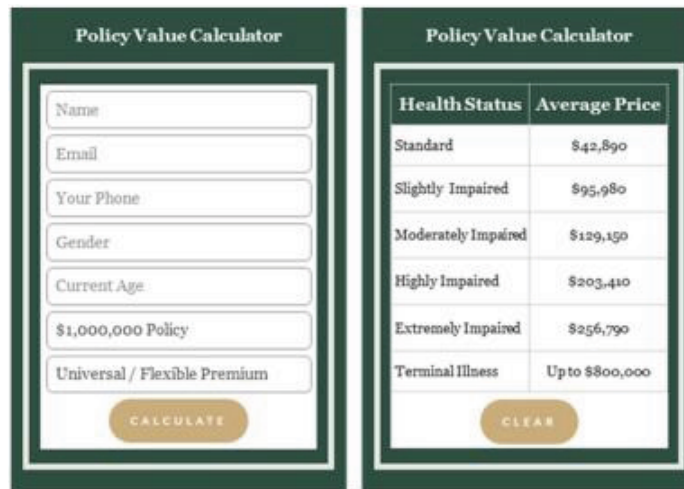 Policy Value Calculator
Name
Email
Your Phone
Gender
Current Age
$1,000,000 Policy
Universal / Flexible Premium
CALCULATE
Policy Value Calculator
Health Status Average Price
Standard $42,890
Slightly Impaired $95,980
Moderately Impaired $129,150
Highly Impaired $203,410
Extremely Impaired $256,790
Terminal Illness Up to $800,000
CLEAR